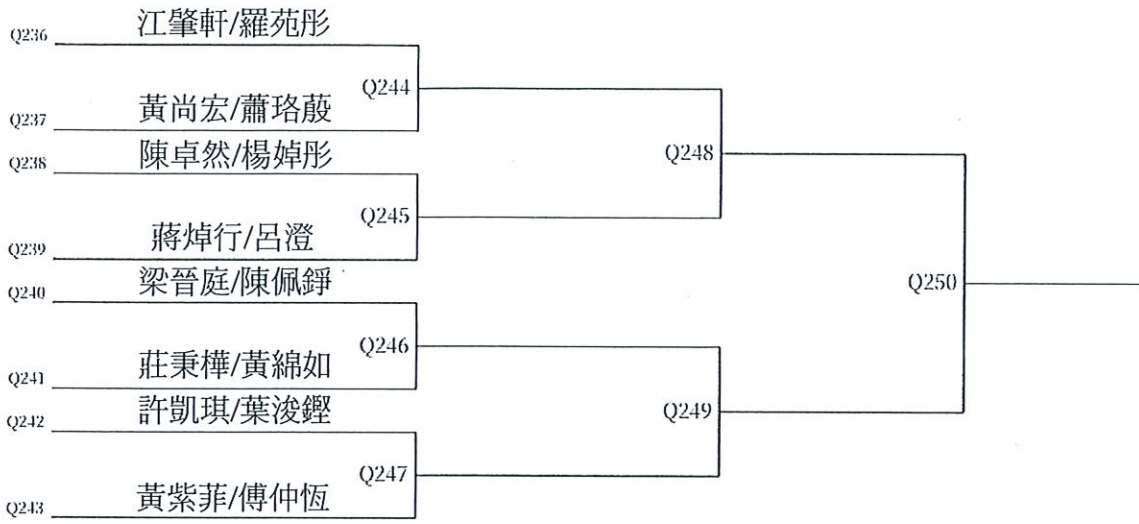 Q236 江肇軒/羅苑彤
Q244
Q237 黃尚宏/蕭珞蒑
Q238 陳卓然/楊婥彤
Q248
Q245
Q239 蔣焯行/呂澄
Q240 梁晉庭/陳佩錚
Q250
Q246
Q241 莊秉樺/黃綿如
Q242 許凱琪/葉浚鏗
Q249
Q247
Q243 黃紫菲/傅仲恆